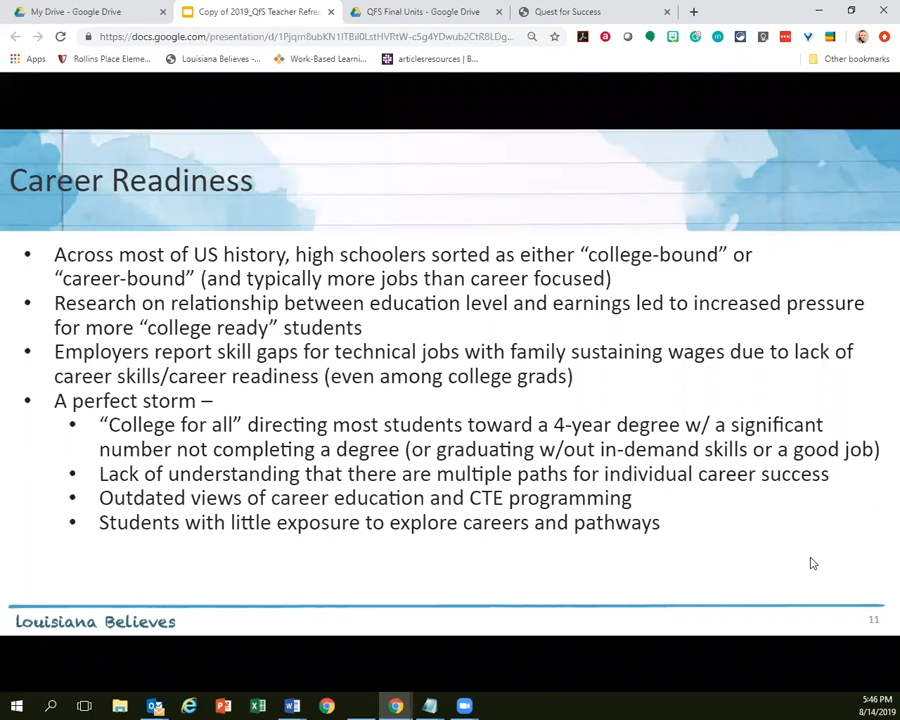 My Drive - Google Drive
Copy of 2019_QfS Teacher Refre
QFS Final Units - Google Drive
Quest for Success
https://docs.google.com/presentation/d/
Apps
Rollins Place Eleme...
Louisiana Believes -...
Work-Based Learni...
articlesresources | B...
Other bookmarks
Career Readiness
• Across most of US history, high schoolers sorted as either “college-bound” or
“career-bound” (and typically more jobs than career focused)
• Research on relationship between education level and earnings led to increased pressure
for more “college ready” students
• Employers report skill gaps for technical jobs with family sustaining wages due to lack of
career skills/career readiness (even among college grads)
• A perfect storm –
• “College for all” directing most students toward a 4-year degree w/ a significant
number not completing a degree (or graduating w/out in-demand skills or a good job)
• Lack of understanding that there are multiple paths for individual career success
• Outdated views of career education and CTE programming
• Students with little exposure to explore careers and pathways
Louisiana Believes
11
5:46 PM
8/14/2019